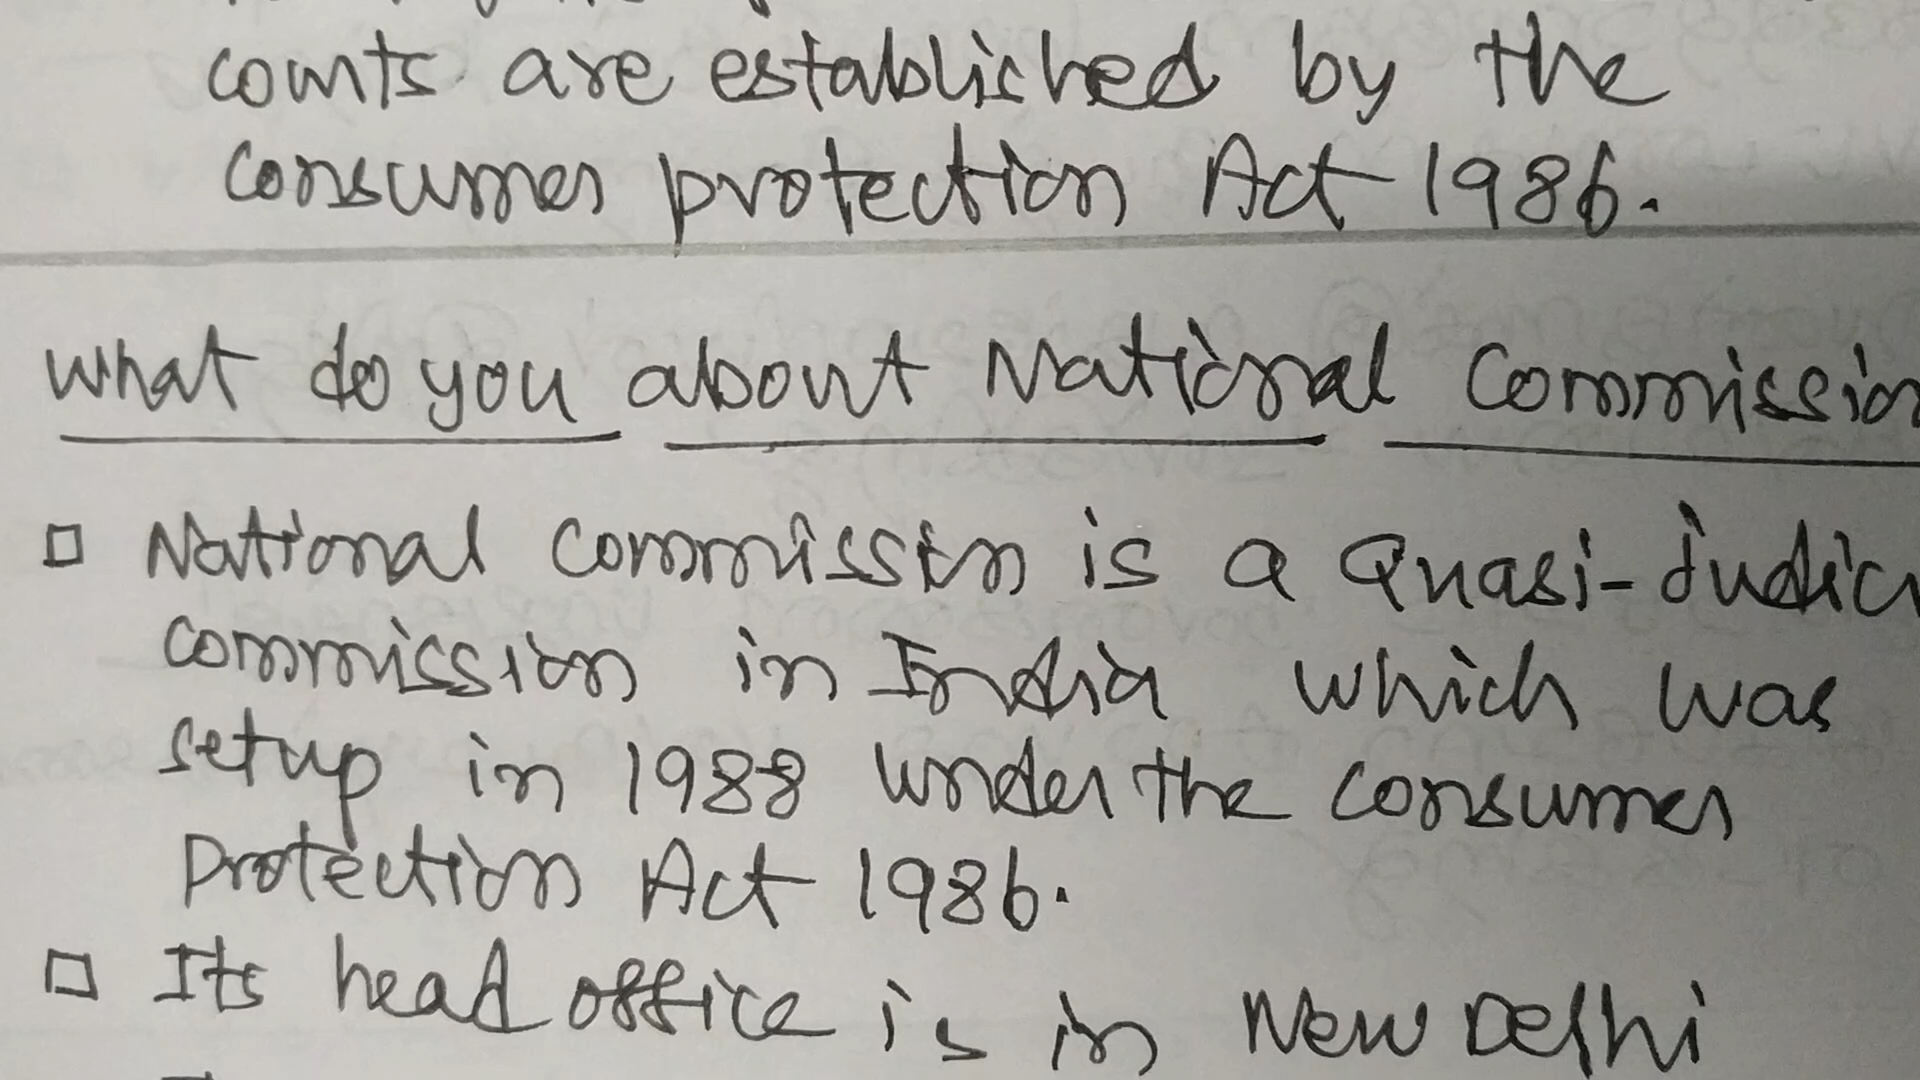 courts are established by the
consumer protection Act 1986.
what do you about National Commission
□ National commission is a Quasi-Judic
commission in India which was
setup in 1988 under the consumer
Protection Act 1986.
□ Its head office is in New Delhi